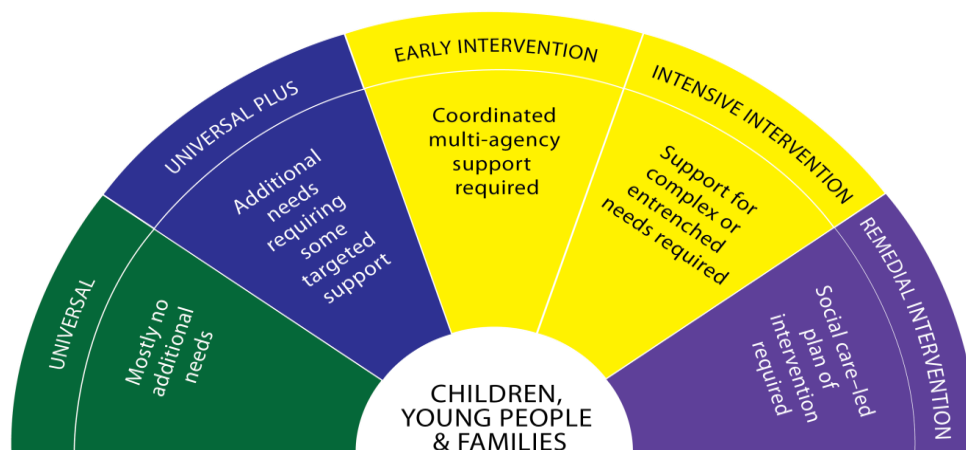 UNIVERSAL
Mostly no
additional
needs
UNIVERSAL PLUS
Additional
needs
requiring
some
targeted
support
EARLY INTERVENTION
Coordinated
multi-agency
support
required
INTENSIVE INTERVENTION
Support for
complex or
entrenched
needs required
REMEDIAL INTERVENTION
Social care–led
plan of
intervention
required
CHILDREN,
YOUNG PEOPLE
& FAMILIES